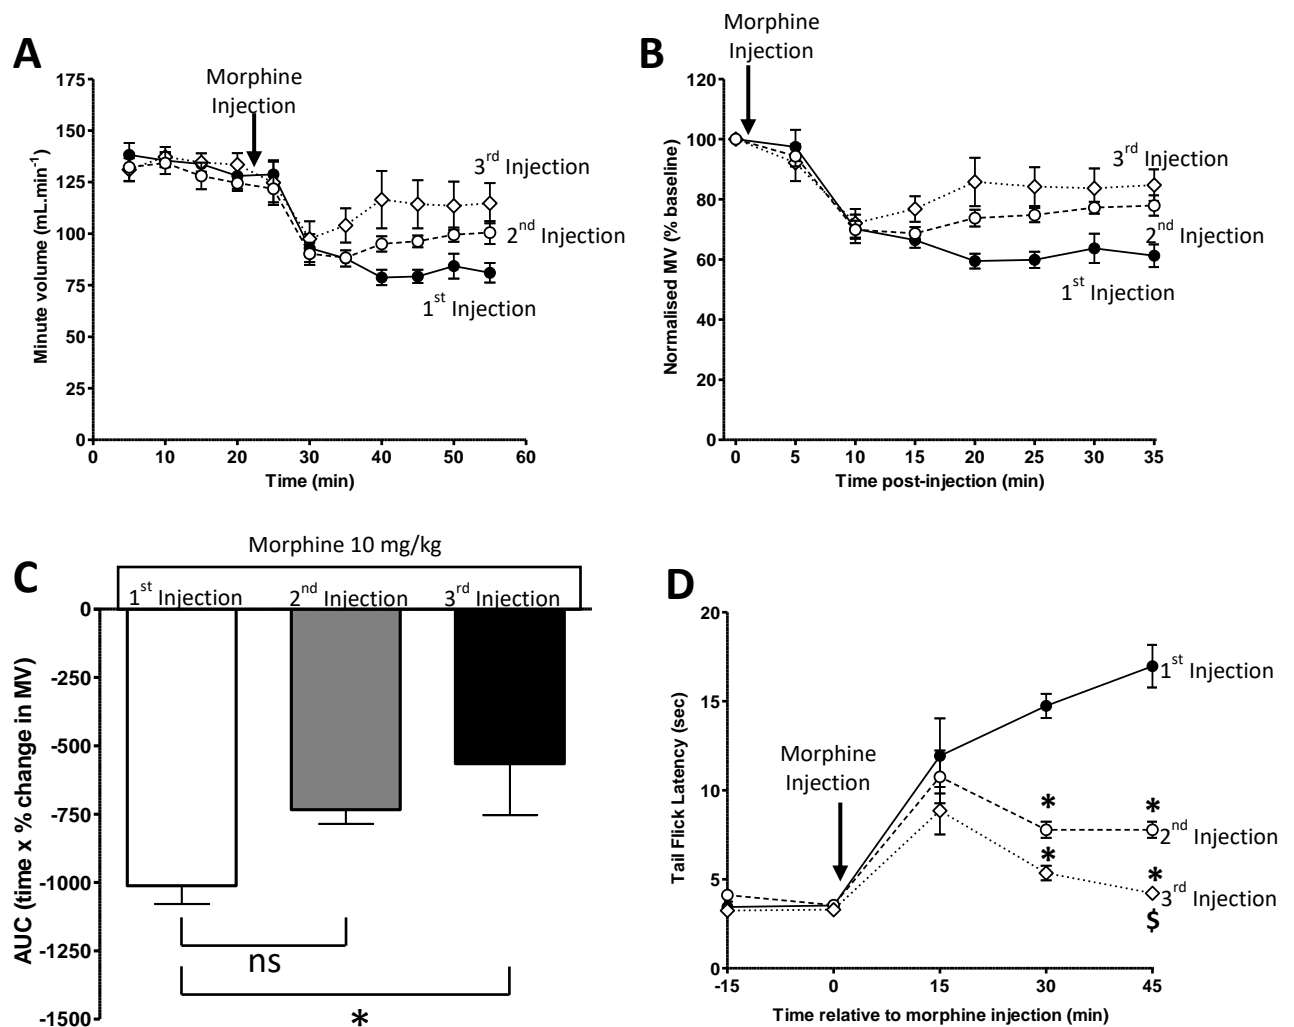 A
Morphine
Injection
175
150
125
100
75
50
25
0
0
10
20
30
40
50
60
Minute volume (mL.min-1)
Time (min)
3rd Injection
2nd Injection
1st Injection
B
Morphine
Injection
120
100
80
60
40
20
0
0
5
10
15
20
25
30
35
Normalised MV (% baseline)
Time post-injection (min)
3rd Injection
2nd Injection
1st Injection
C
Morphine 10 mg/kg
1st Injection
2nd Injection
3rd Injection
0
-250
-500
-750
-1000
-1250
-1500
AUC (time x % change in MV)
ns
*
D
20
15
10
5
0
-15
0
15
30
45
Tail Flick Latency (sec)
Time relative to morphine injection (min)
Morphine
Injection
1st Injection
* *
2nd Injection
* *
3rd Injection
$